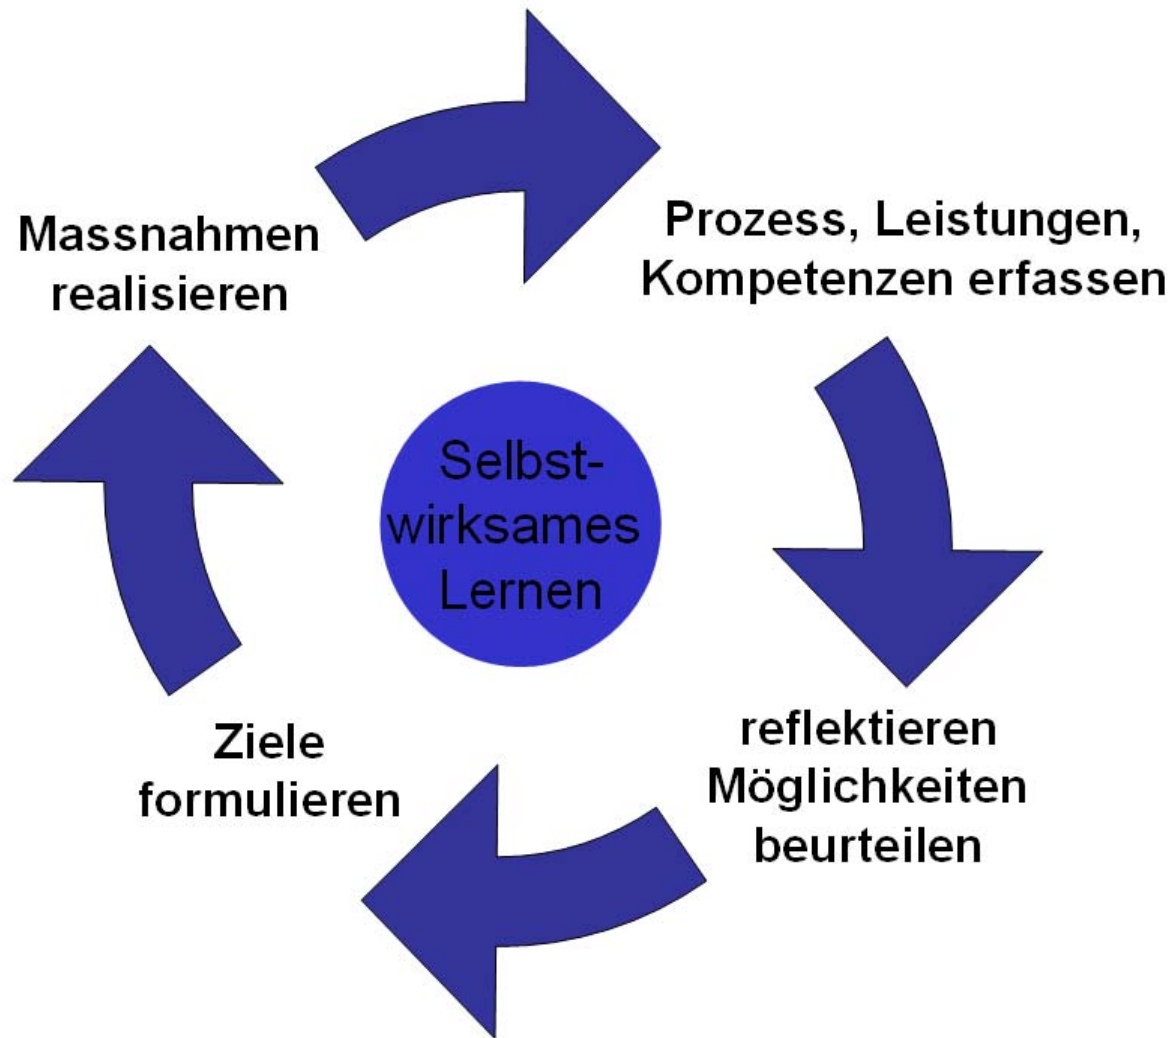 Massnahmen
realisieren
Prozess, Leistungen,
Kompetenzen erfassen
Selbst-
wirksames
Lernen
Ziele
formulieren
reflektieren
Möglichkeiten
beurteilen